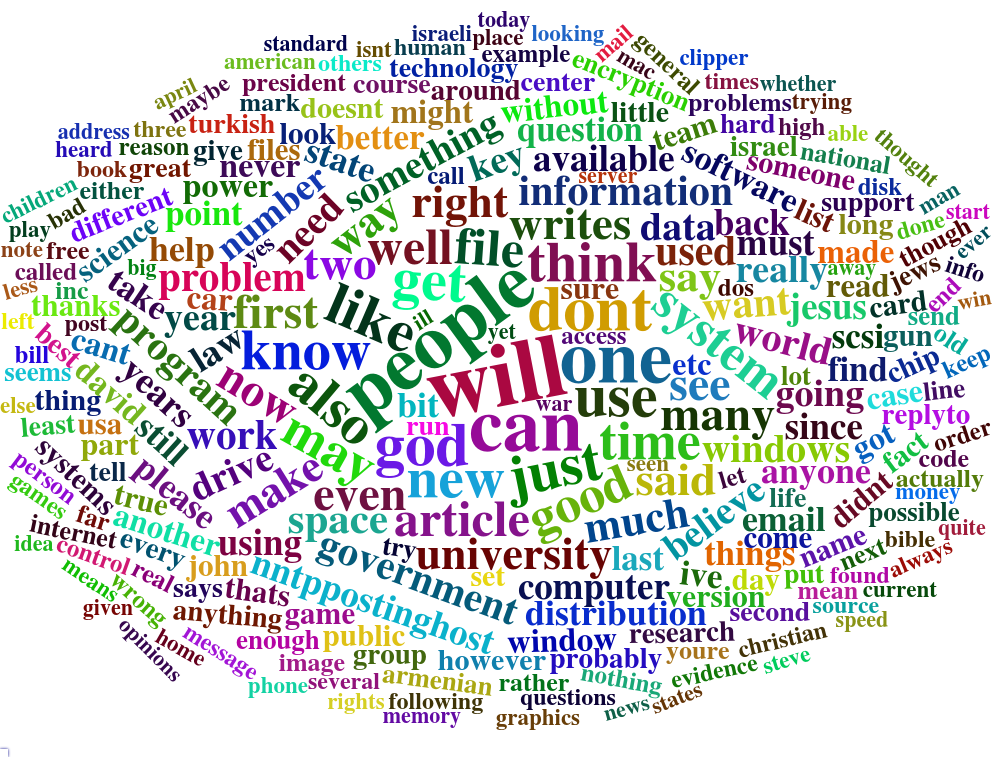 today
israeli
place
looking
standard
isnt
human
example
mail
mac
general
clipper
american
others
technology
encryption
times
whether
april
maybe
president
course
around
center
problems
trying
mark
doesnt
might
without
little
address
three
turkish
look
better
something
question
team
hard
high
able
heard
reason
give
files
state
key
available
software
israel
national
thought
book
great
never
call
server
someone
disk
children
either
power
number
need
way
right
information
list
support
man
play
bad
different
point
writes
data
back
long
done
start
note
free
science
help
yes
well
file
think
used
must
made
though
ever
called
big
problem
two
get
people
sure
say
dos
really
away
read
jews
info
less
inc
take
car
like
dont
want
jesus
card
end
win
thanks
year
first
ill
system
send
left
post
program
law
yet
access
world
scsi
gun
old
best
cant
know
will
one
etc
find
chip
keep
bill
seems
david
years
now
also
bit
war
use
see
lot
going
case
line
else
thing
many
replyto
least
usa
still
work
may
run
god
can
just
time
windows
since
got
fact
order
part
systems
tell
please
drive
make
new
seen
said
let
anyone
didnt
code
person
games
true
even
good
believe
life
actually
money
far
another
space
article
much
email
possible
internet
every
using
government
try
university
last
things
come
name
next
bible
quite
idea
control
real
john
nntppostinghost
set
computer
ive
day
put
found
always
means
wrong
says
thats
version
mean
current
given
anything
game
distribution
second
source
opinions
home
message
enough
public
window
research
youre
christian
speed
image
group
however
probably
evidence
steve
phone
several
armenian
rather
nothing
rights
following
questions
news
states
memory
graphics